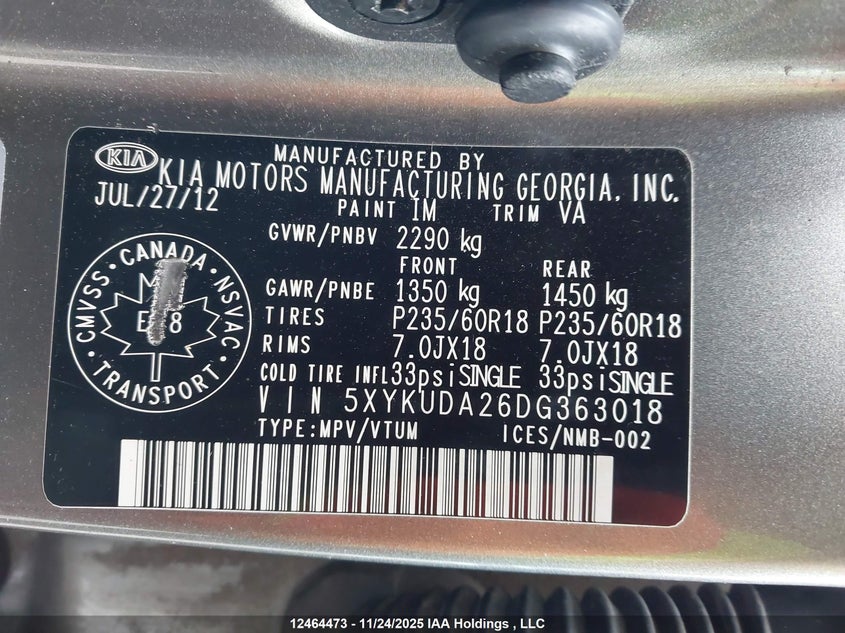 KIA
MANUFACTURED BY
KIA MOTORS MANUFACTURING GEORGIA, INC.
JUL/27/12
PAINT 1M TRIM VA
GVWR/PNBV 2290 kg
FRONT REAR
GAWR/PNBE 1350 kg 1450 kg
TIRES P235/60R18 P235/60R18
RIMS 7.0JX18 7.0JX18
COLD TIRE INFL 33psi SINGLE 33psi SINGLE
VIN 5XYKUDA26DG363018
TYPE:MPV/VTUM ICES/NMB-002
CANADA
CMVSS · NSVAC
TRANSPORT
12464473 - 11/24/2025 IAA Holdings , LLC